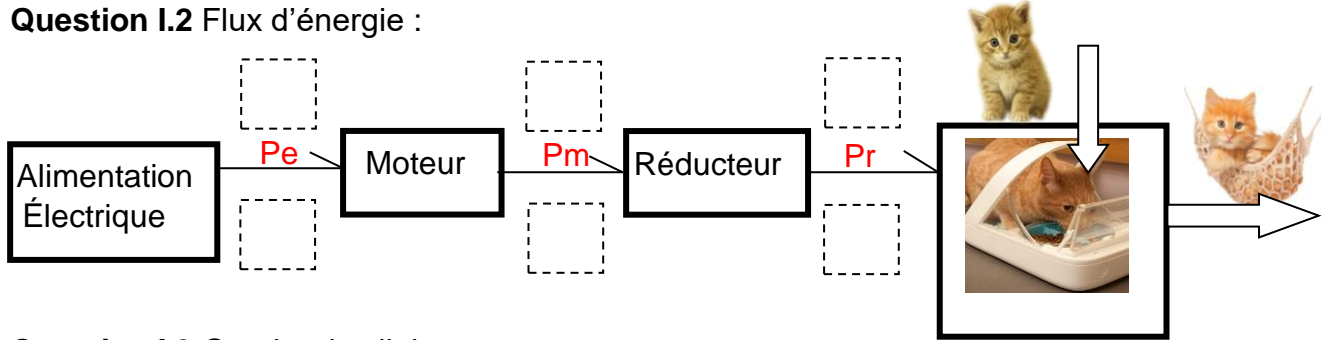 Question I.2 Flux d’énergie :
Pe
Moteur
Pm
Réducteur
Pr
Alimentation
Électrique